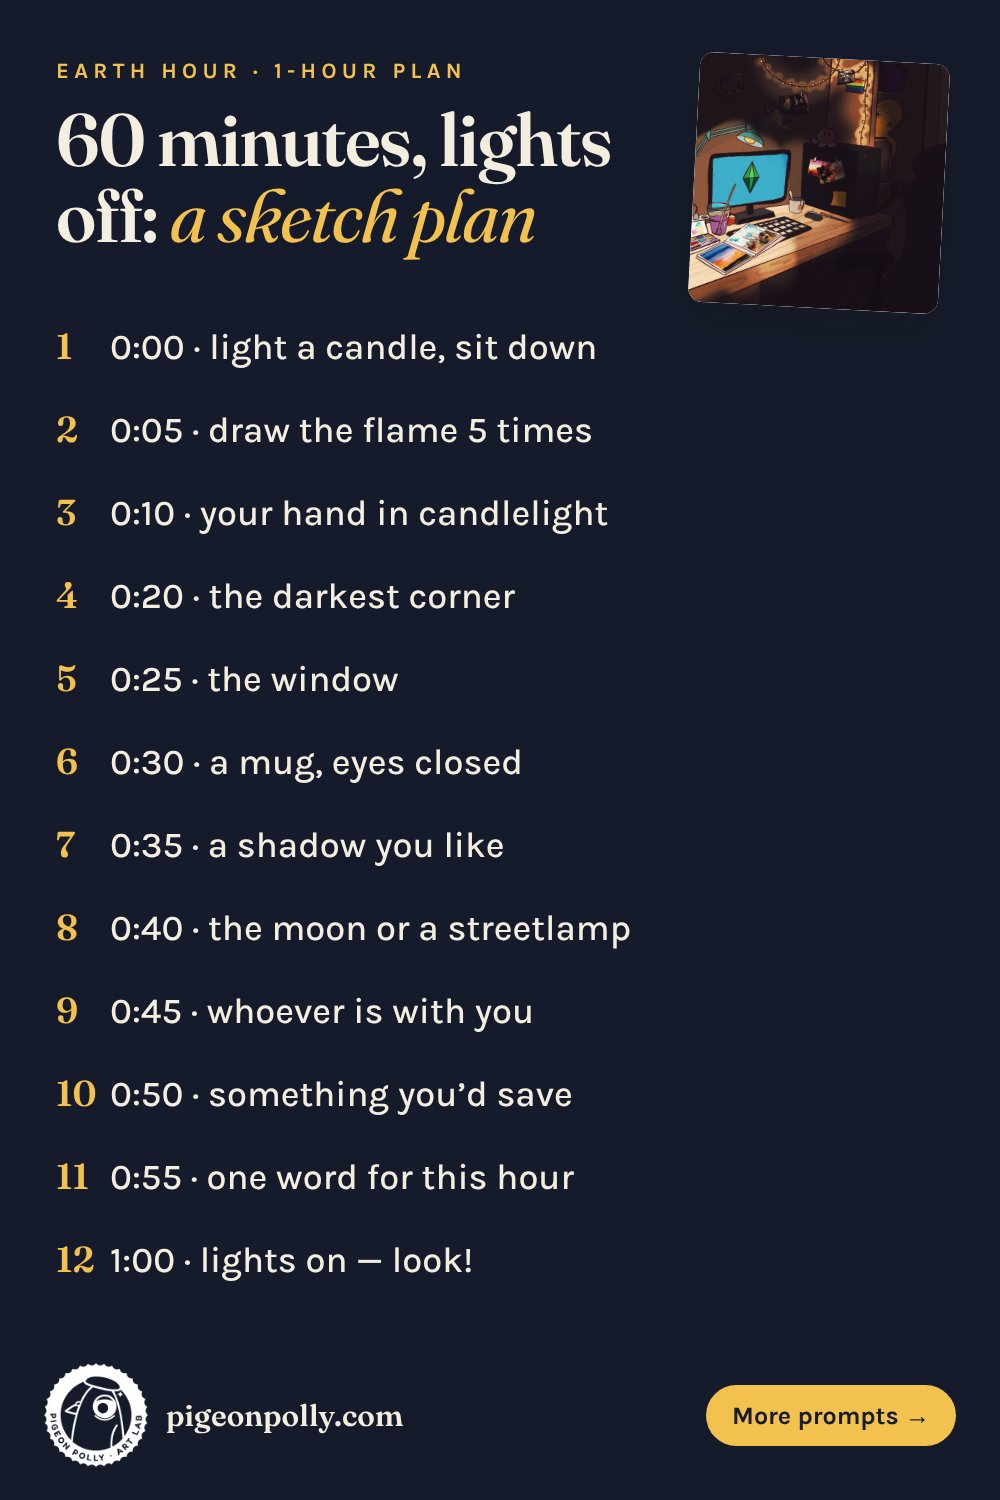 EARTH HOUR · 1-HOUR PLAN
60 minutes, lights
off: a sketch plan
1 0:00 · light a candle, sit down
2 0:05 · draw the flame 5 times
3 0:10 · your hand in candlelight
4 0:20 · the darkest corner
5 0:25 · the window
6 0:30 · a mug, eyes closed
7 0:35 · a shadow you like
8 0:40 · the moon or a streetlamp
9 0:45 · whoever is with you
10 0:50 · something you’d save
11 0:55 · one word for this hour
12 1:00 · lights on — look!
PIGEON POLLY · ART LAB
pigeonpolly.com
More prompts →